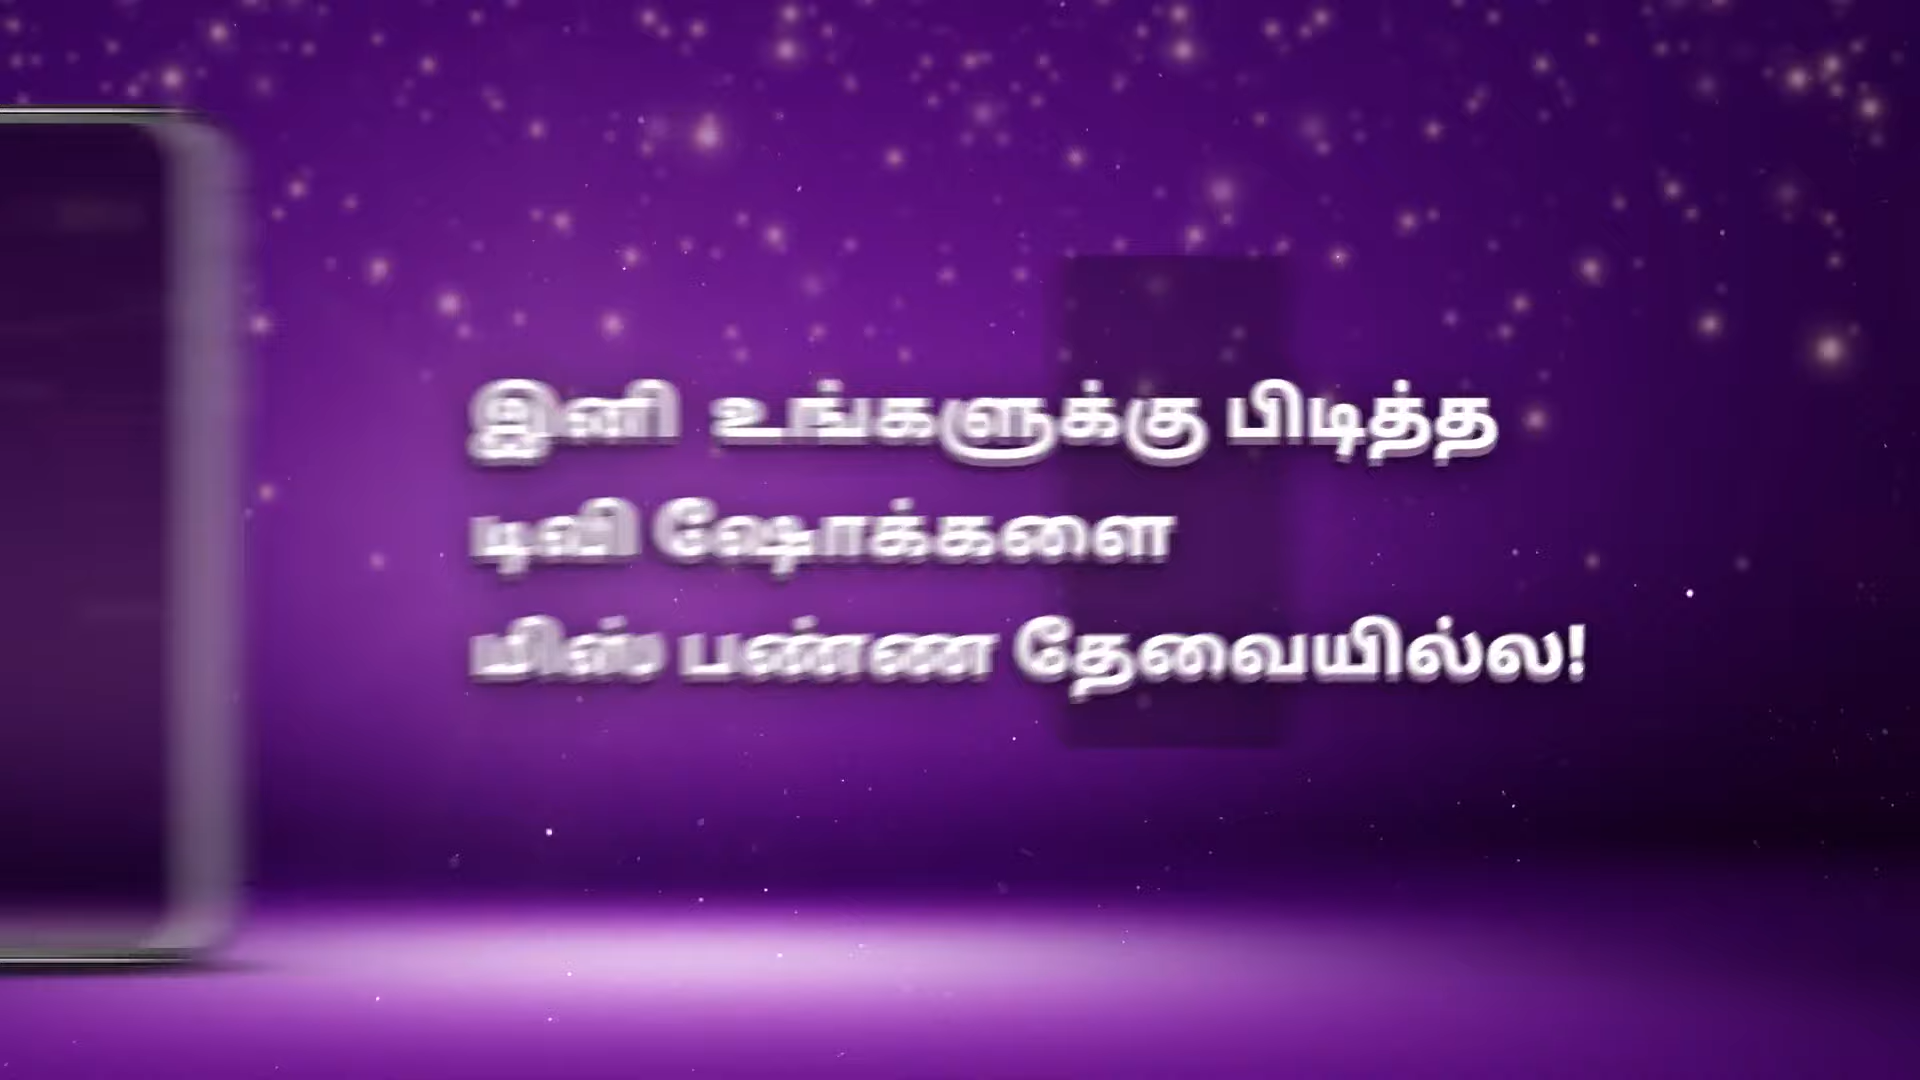 இனி உங்களுக்கு பிடித்த
டிவி ஷோக்களை
மிஸ் பண்ண தேவையில்ல!